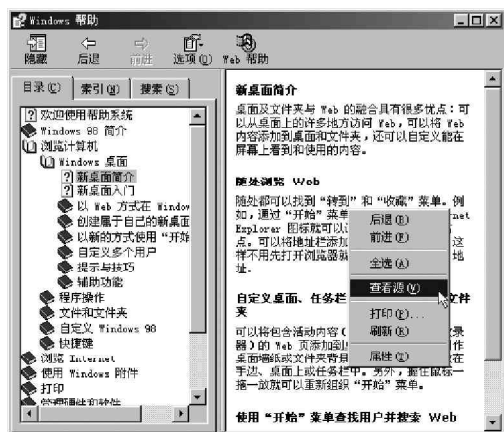 Windows 帮助
隐藏 后退 前进 选项(O) Web 帮助
目录(C) 索引(N) 搜索(S)
欢迎使用帮助系统
Windows 98 简介
浏览计算机
Windows 桌面
新桌面简介
新桌面入门
以 Web 方式在 Window
创建属于自己的新桌面
以新的方式使用“开始
自定义多个用户
提示与技巧
辅助功能
程序操作
文件和文件夹
自定义 Windows 98
快捷键
浏览 Internet
使用 Windows 附件
打印
管理硬件和软件
新桌面简介
桌面及文件夹与 Web 的融合具有很多优点：可
以从桌面上的许多地方访问 Web，可以将 Web
内容添加到桌面和文件夹，还可以自定义能在
屏幕上看到和使用的内容。
随处浏览 Web
随处都可以找到“转到”和“收藏”菜单。例
如，通过“开始”菜单 net
Explorer 图标就可以
点。可以将地址栏添加 这
样不用先打开浏览器就 地
址。
自定义桌面、任务栏 文件
夹
可以将包含活动内容( 录
器)的 Web 页添加到 作
桌面墙纸或文件夹背景 在
手边、桌面上或任务栏中。另外，握住鼠标一
拖一放就可以重新组织“开始”菜单。
使用“开始”菜单查找用户并搜索 Web
后退(B)
前进(F)
全选(A)
查看源(V)
打印(P)...
刷新(R)
属性(P)